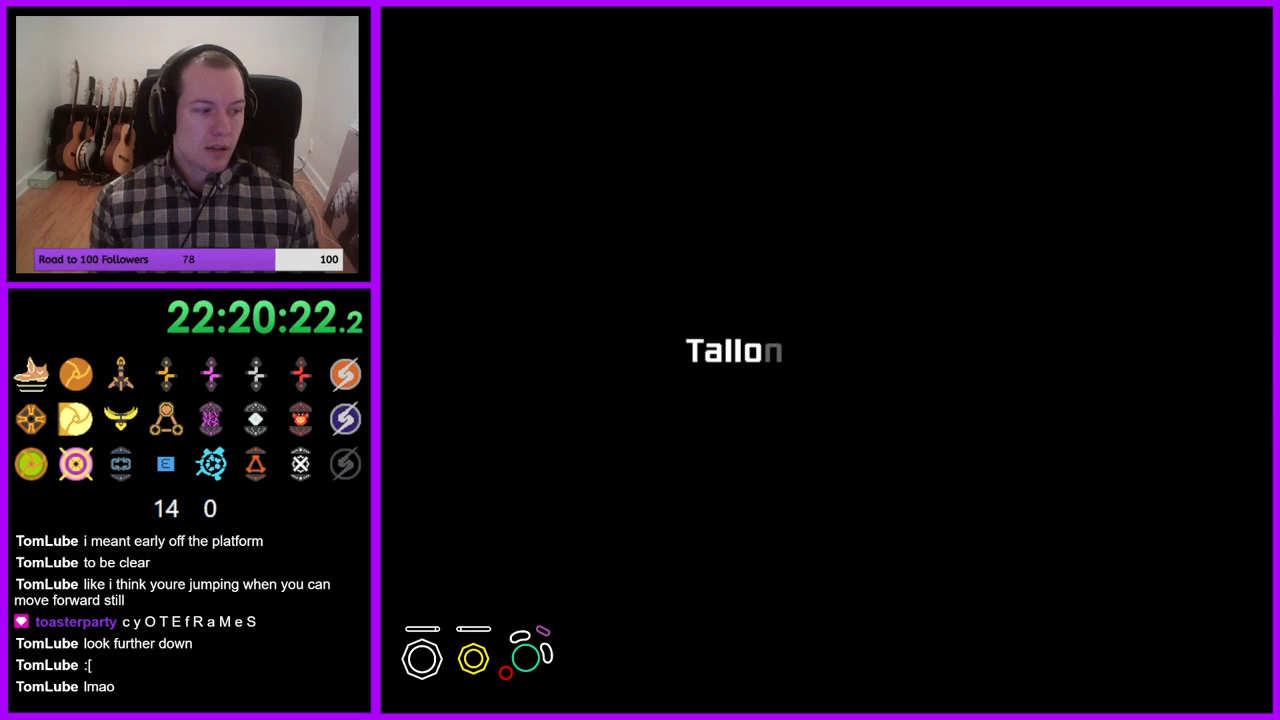 Road to 100 Followers 78 100
22:20:22.2
14 0
TomLube i meant early off the platform
TomLube to be clear
TomLube like i think youre jumping when you can
move forward still
toasterparty c y O T E f R a M e S
TomLube look further down
TomLube :[
TomLube lmao
Tallon